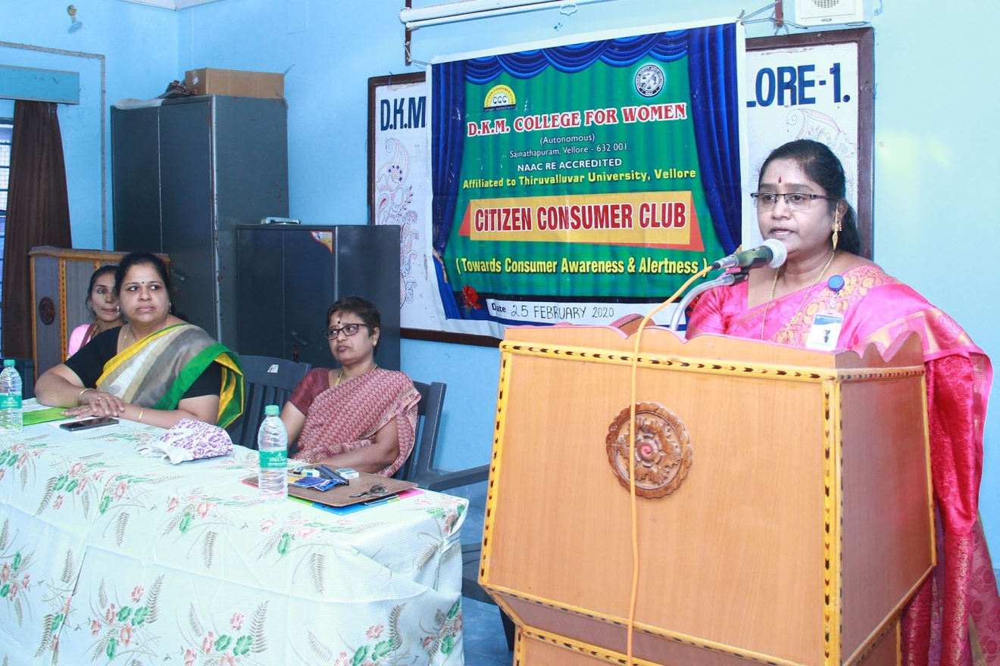 D.K.M
LORE-1.
CCC
D.K.M. COLLEGE FOR WOMEN
(Autonomous)
Sainathapuram, Vellore - 632 001.
NAAC RE ACCREDITED
Affiliated to Thiruvalluvar University, Vellore
CITIZEN CONSUMER CLUB
( Towards Consumer Awareness & Alertness )
Date 25 FEBRUARY 2020